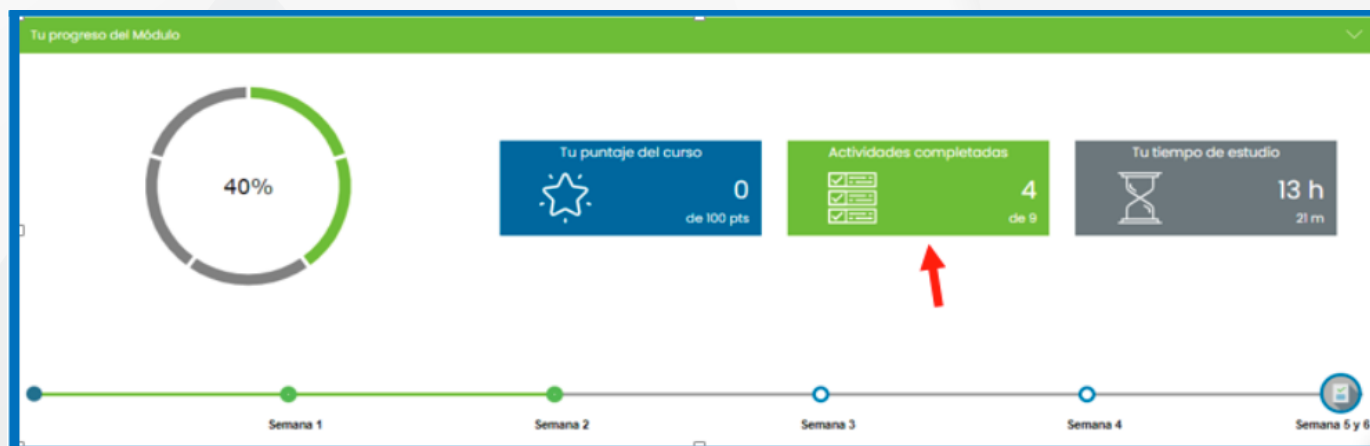 Tu progreso del Módulo
40%
Tu puntaje del curso
0
de 100 pts
Actividades completadas
4
de 9
Tu tiempo de estudio
13 h
21 m
Semana 1
Semana 2
Semana 3
Semana 4
Semana 5 y 6